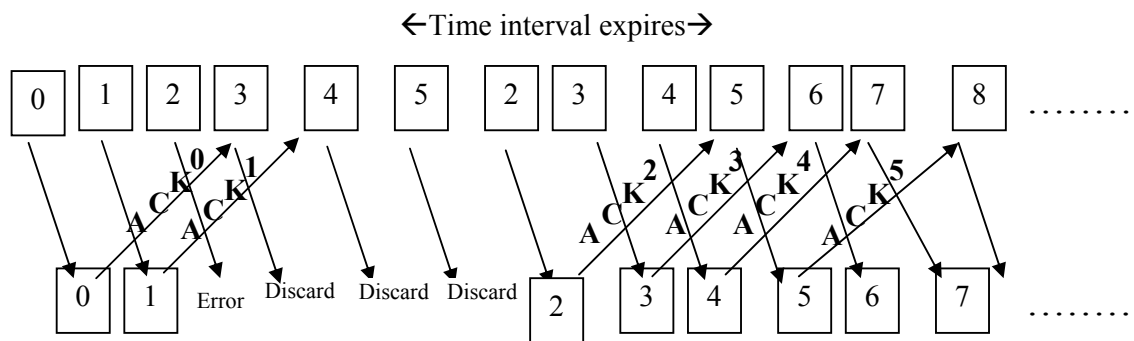 ←Time interval expires→
0 1 2 3 4 5 2 3 4 5 6 7 8 ........
ACK0 ACK1 ACK2 ACK3 ACK4 ACK5
0 1 Error Discard Discard Discard 2 3 4 5 6 7 ........